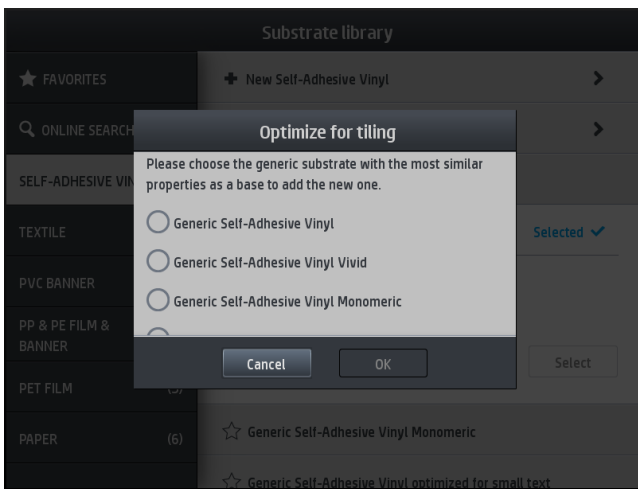 Substrate library
FAVORITES
New Self-Adhesive Vinyl
ONLINE SEARCH
Optimize for tiling
Please choose the generic substrate with the most similar
properties as a base to add the new one.
SELF-ADHESIVE VIN
Generic Self-Adhesive Vinyl
TEXTILE
Selected
Generic Self-Adhesive Vinyl Vivid
PVC BANNER
Generic Self-Adhesive Vinyl Monomeric
PP & PE FILM &
BANNER
Cancel
OK
Select
PET FILM
PAPER (6)
Generic Self-Adhesive Vinyl Monomeric
Generic Self-Adhesive Vinyl optimized for small text